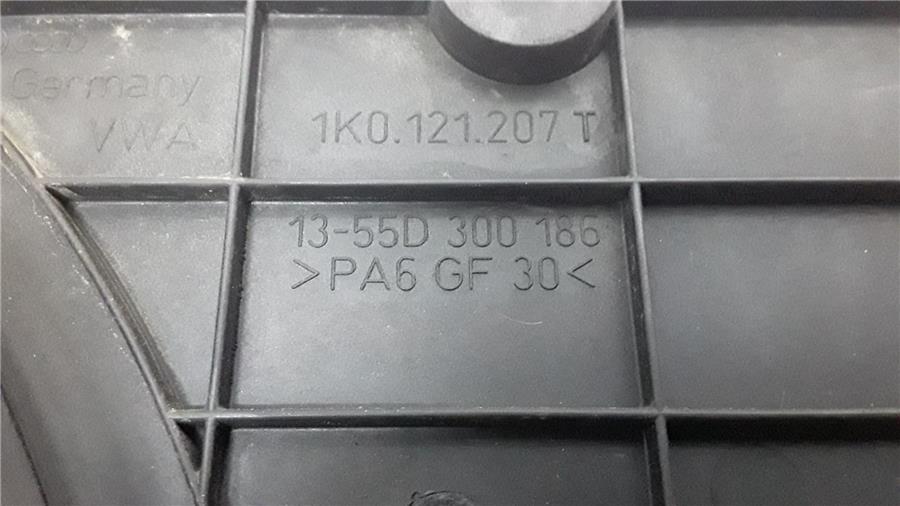 Germany
VWA
1K0.121.207 T
13-55D 300 186
>PA6 GF 30<